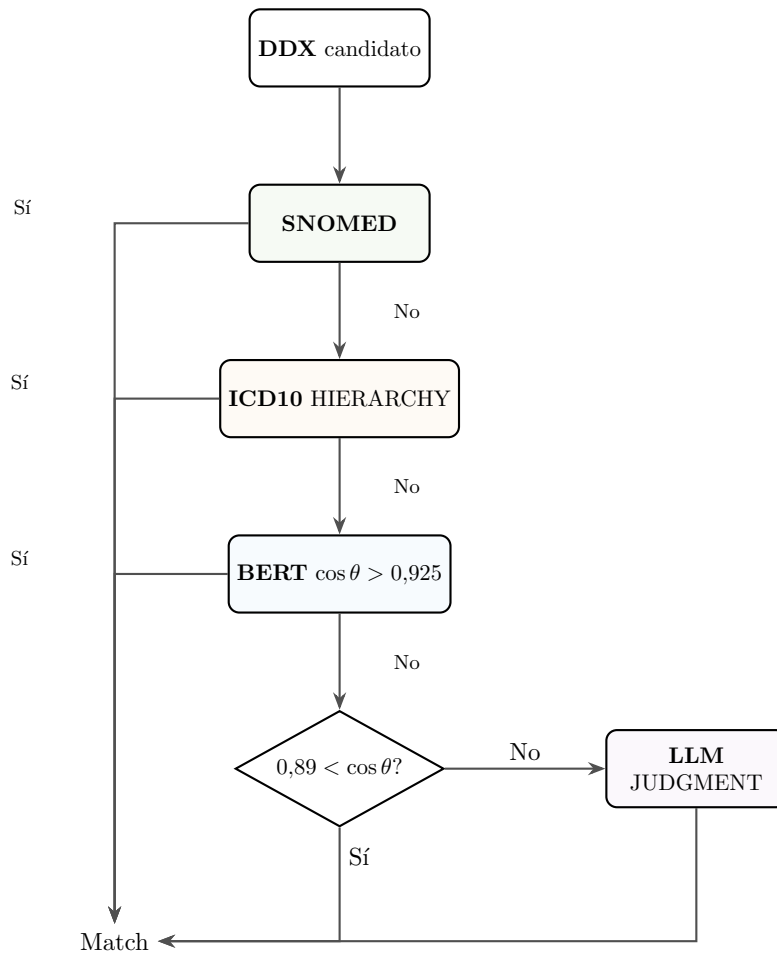 DDX candidato
Sí
SNOMED
No
Sí
ICD10 HIERARCHY
No
Sí
BERT cos θ > 0,925
No
0,89 < cos θ?
No
LLM
JUDGMENT
Sí
Match